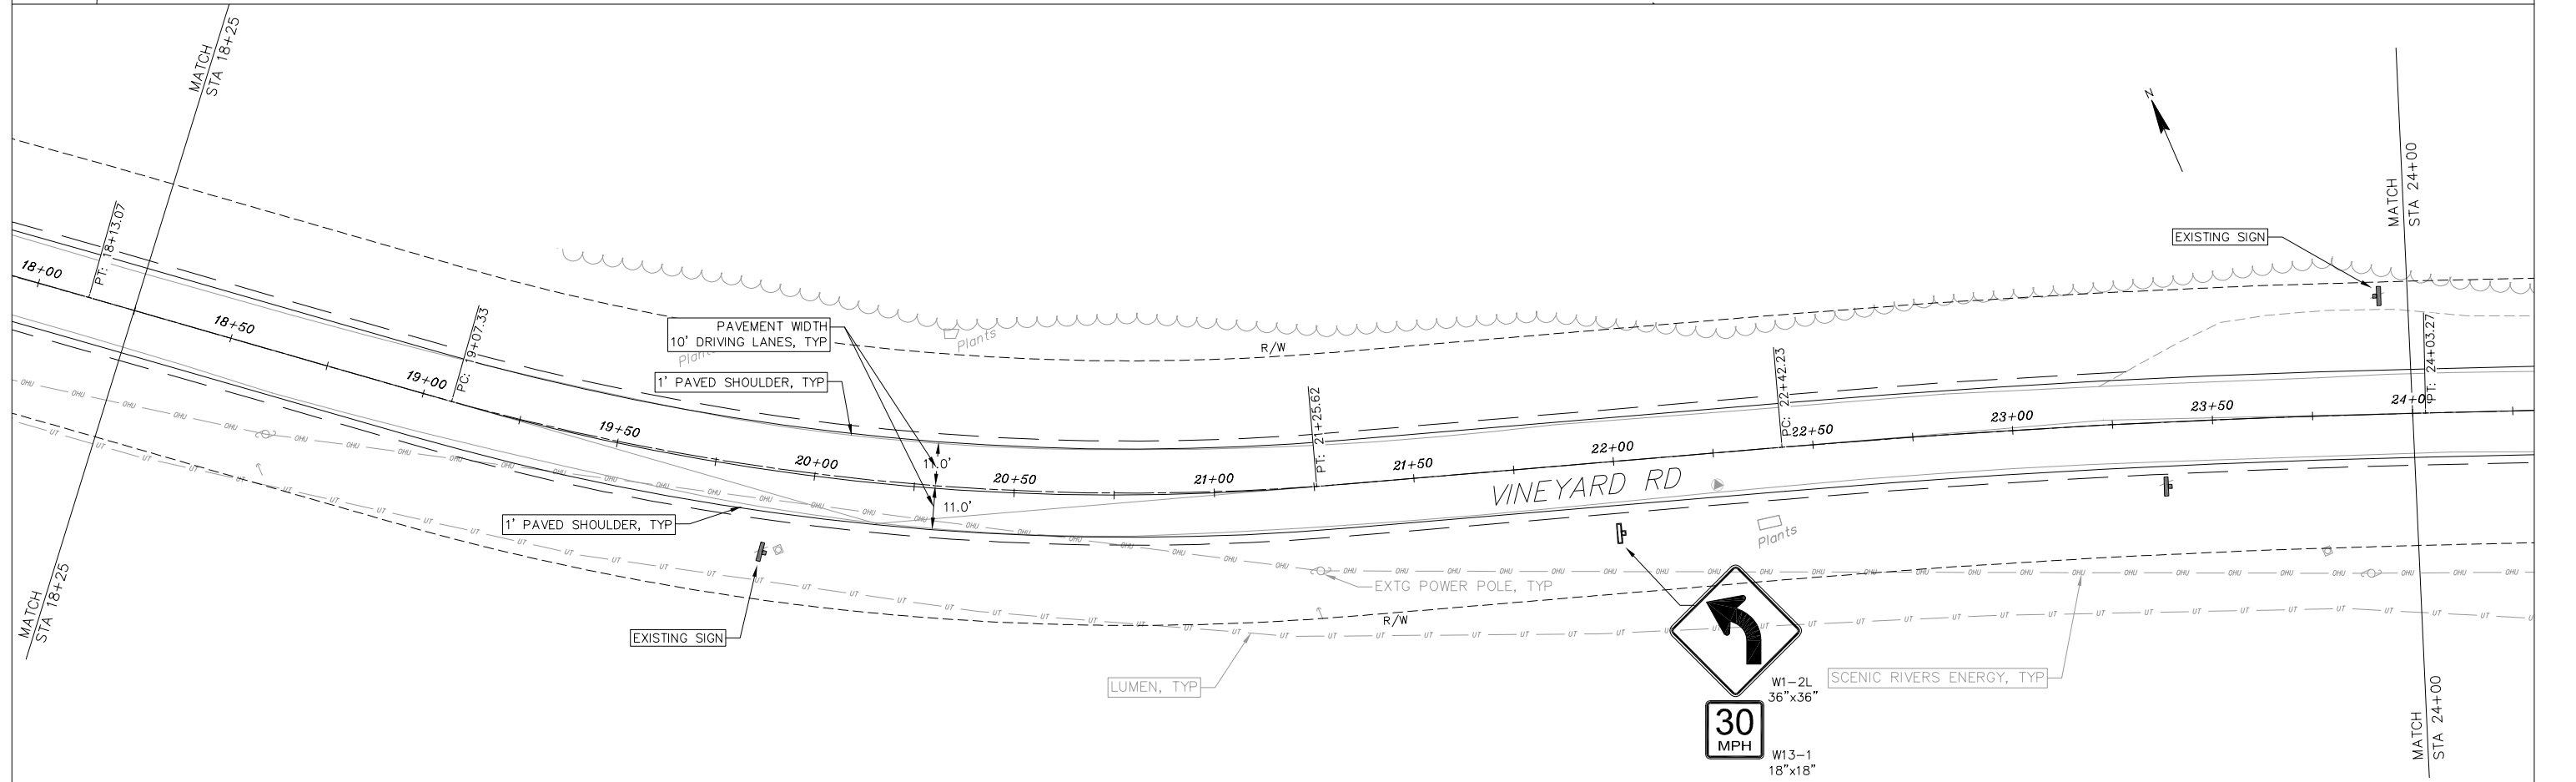 MATCH
STA 18+25
MATCH
STA 24+00
N
PT: 18+13.07
EXISTING SIGN
18+00
PC: 19+07.33
PT: 24+03.27
18+50
PAVEMENT WIDTH
10' DRIVING LANES, TYP
Plants
Plants
R/W
PC: 22+42.23
19+00
1' PAVED SHOULDER, TYP
PT: 21+25.62
24+00
23+50
23+00
22+50
19+50
22+00
20+00
11.0'
21+50
20+50
21+00
VINEYARD RD
11.0'
1' PAVED SHOULDER, TYP
Plants
OHU
UT
EXTG POWER POLE, TYP
R/W
EXISTING SIGN
LUMEN, TYP
W1-2L
36"x36"
SCENIC RIVERS ENERGY, TYP
30
MPH
W13-1
18"x18"
MATCH
STA 18+25
MATCH
STA 24+00